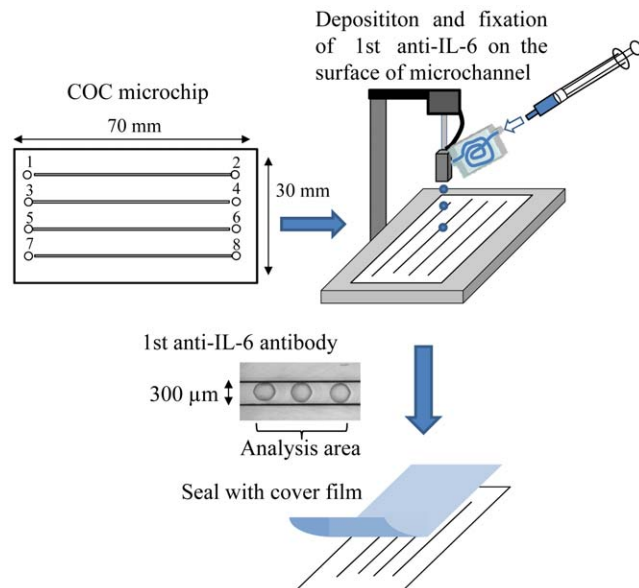 Depositition and fixation
of 1st anti-IL-6 on the
surface of microchannel
COC microchip
70 mm
1 2
3 4
5 6
7 8
30 mm
1st anti-IL-6 antibody
300 µm
Analysis area
Seal with cover film